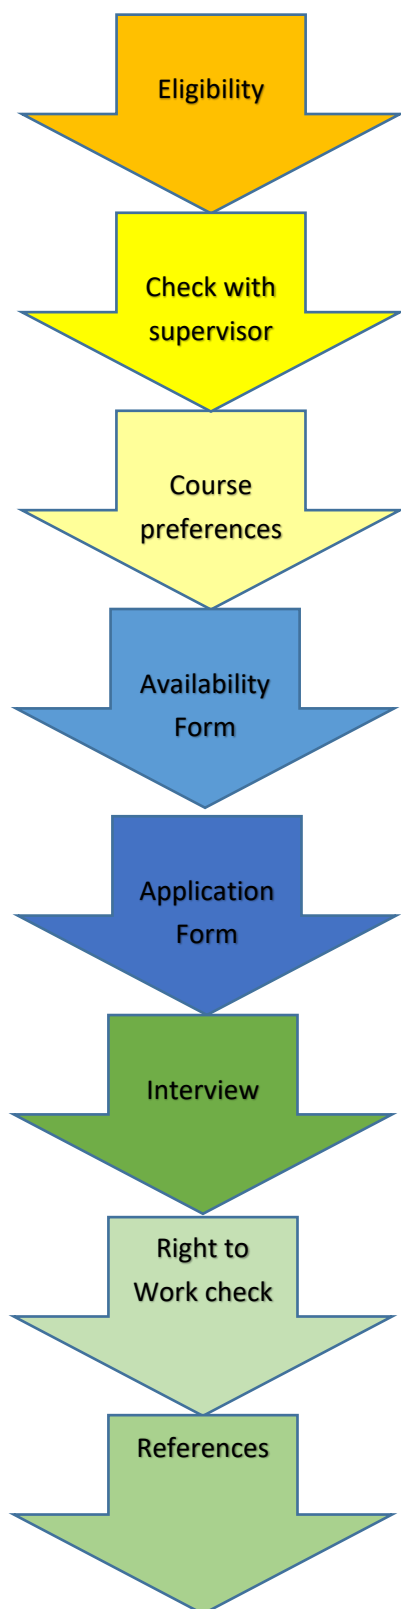 Eligibility
Check with
supervisor
Course
preferences
Availability
Form
Application
Form
Interview
Right to
Work check
References